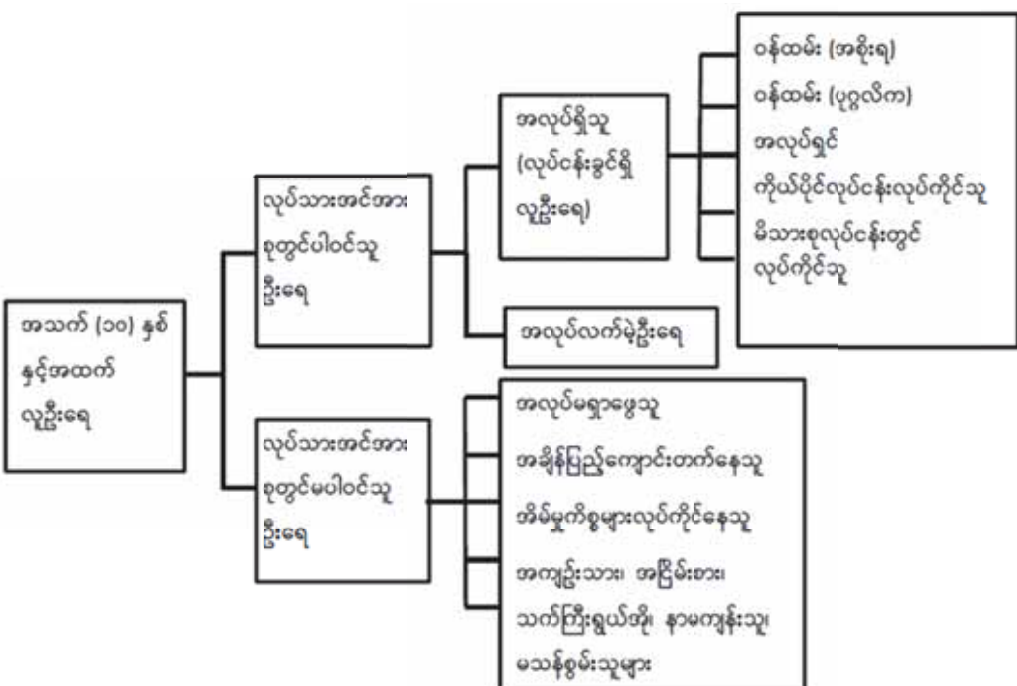 အသက် (၁၀) နှစ်
နှင့်အထက်
လူဦးရေ
လုပ်သားအင်အား
စုတွင်ပါဝင်သူ
ဦးရေ
အလုပ်ရှိသူ
(လုပ်ငန်းခွင်ရှိ
လူဦးရေ)
ဝန်ထမ်း (အစိုးရ)
ဝန်ထမ်း (ပုဂ္ဂလိက)
အလုပ်ရှင်
ကိုယ်ပိုင်လုပ်ငန်းလုပ်ကိုင်သူ
မိသားစုလုပ်ငန်းတွင်
လုပ်ကိုင်သူ
အလုပ်လက်မဲ့ဦးရေ
လုပ်သားအင်အား
စုတွင်မပါဝင်သူ
ဦးရေ
အလုပ်မရှာဖွေသူ
အချိန်ပြည့်ကျောင်းတက်နေသူ
အိမ်မှုကိစ္စများလုပ်ကိုင်နေသူ
အကျဉ်းသား၊ အငြိမ်းစား၊
သက်ကြီးရွယ်အို၊ နာမကျန်းသူ၊
မသန်စွမ်းသူများ